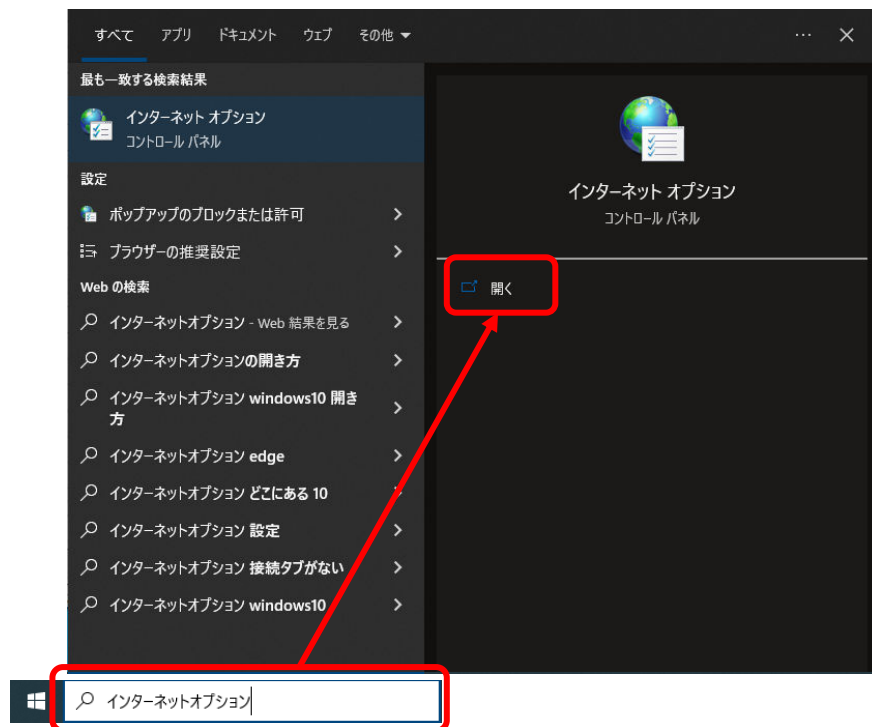 すべて アプリ ドキュメント ウェブ その他
最も一致する検索結果
インターネット オプション
コントロール パネル
設定
ポップアップのブロックまたは許可
ブラウザーの推奨設定
Web の検索
インターネットオプション - Web 結果を見る
インターネットオプションの開き方
インターネットオプション windows10 開き
方
インターネットオプション edge
インターネットオプション どこにある 10
インターネットオプション 設定
インターネットオプション 接続タブがない
インターネットオプション windows10
インターネット オプション
コントロール パネル
開く
インターネットオプション